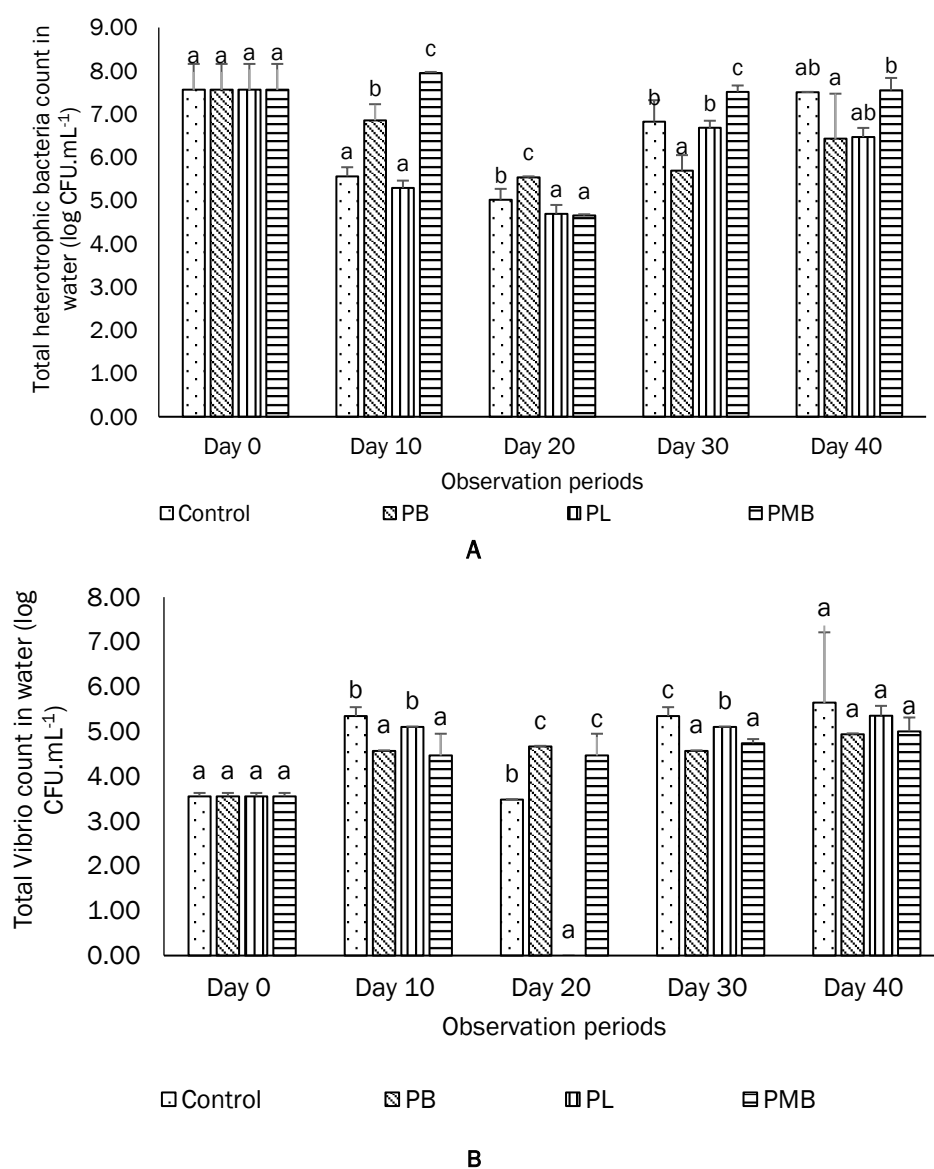 Total heterotrophic bacteria count in
water (log CFU.mL-1)
9.00
8.00
7.00
6.00
5.00
4.00
3.00
2.00
1.00
0.00
a a a a
a b a c
b c a a
b a b c
ab a ab b
Day 0 Day 10 Day 20 Day 30 Day 40
Observation periods
Control PB PL PMB
A
Total Vibrio count in water (log
CFU.mL-1)
8.00
7.00
6.00
5.00
4.00
3.00
2.00
1.00
0.00
a a a a
b a b a
b c a c
c a b a
a a a a
Day 0 Day 10 Day 20 Day 30 Day 40
Observation periods
Control PB PL PMB
B